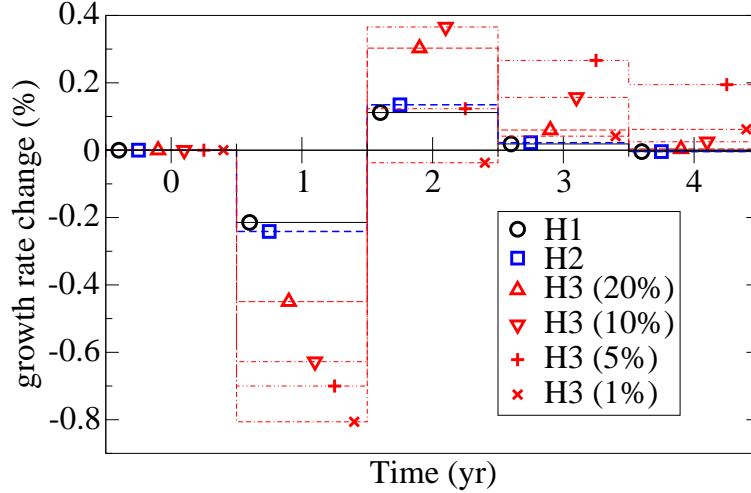 0.4
0.2
0
-0.2
-0.4
-0.6
-0.8
growth rate change (%)
0 1 2 3 4
H1
H2
H3 (20%)
H3 (10%)
H3 (5%)
H3 (1%)
Time (yr)